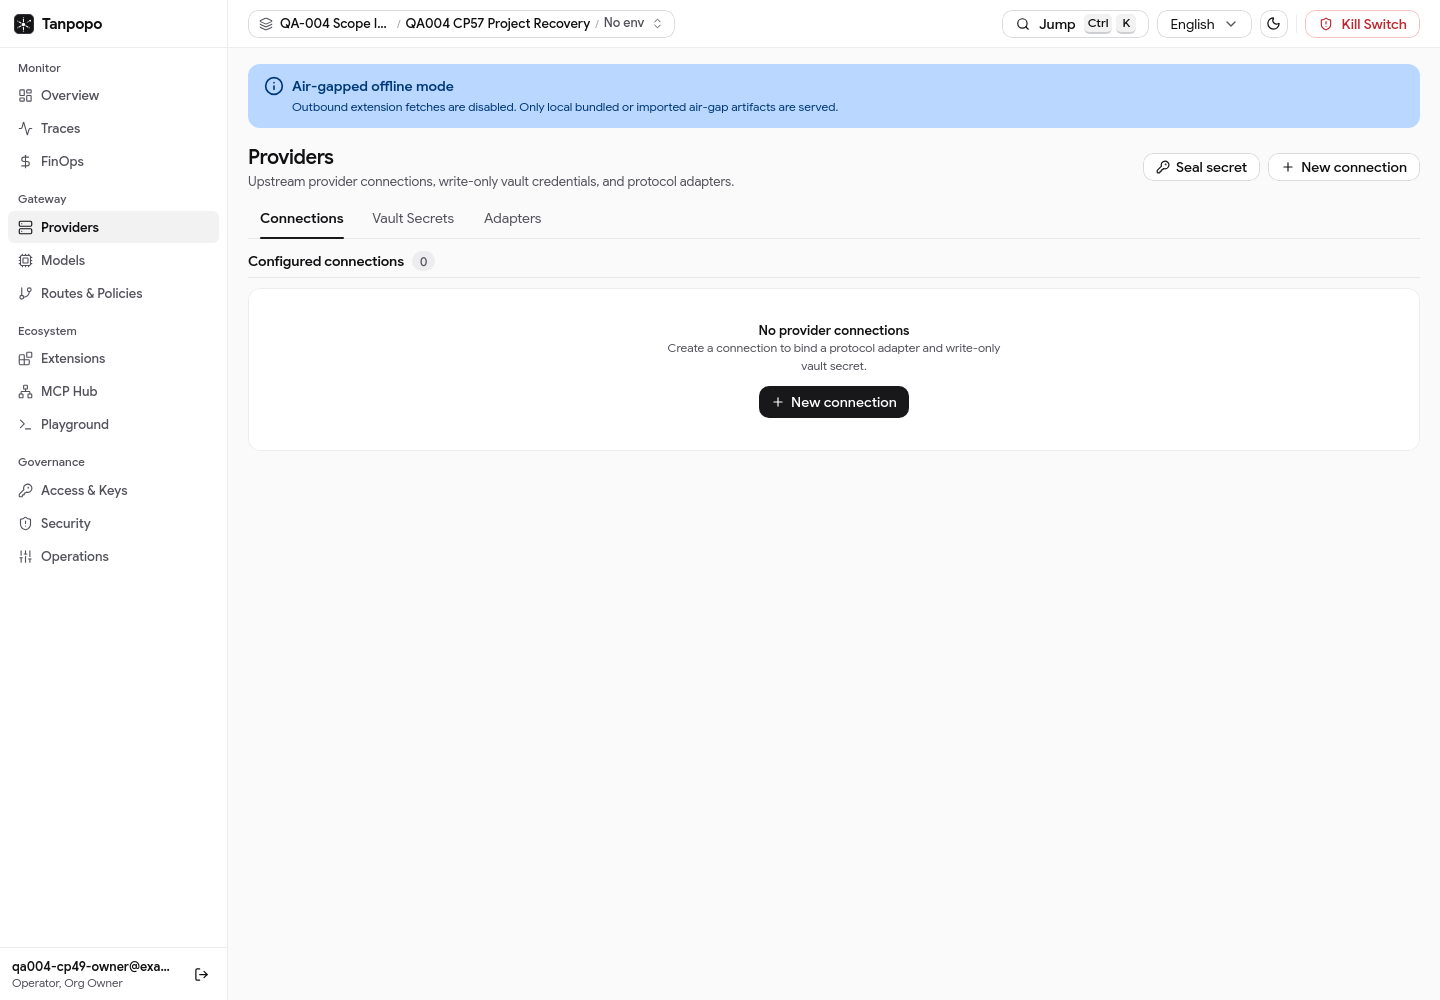 Tanpopo
QA-004 Scope I... / QA004 CP57 Project Recovery / No env
Jump Ctrl K
English
Kill Switch
Monitor
Overview
Traces
FinOps
Gateway
Providers
Models
Routes & Policies
Ecosystem
Extensions
MCP Hub
Playground
Governance
Access & Keys
Security
Operations
qa004-cp49-owner@exa...
Operator, Org Owner
Air-gapped offline mode
Outbound extension fetches are disabled. Only local bundled or imported air-gap artifacts are served.
Providers
Upstream provider connections, write-only vault credentials, and protocol adapters.
Seal secret
New connection
Connections Vault Secrets Adapters
Configured connections 0
No provider connections
Create a connection to bind a protocol adapter and write-only
vault secret.
New connection